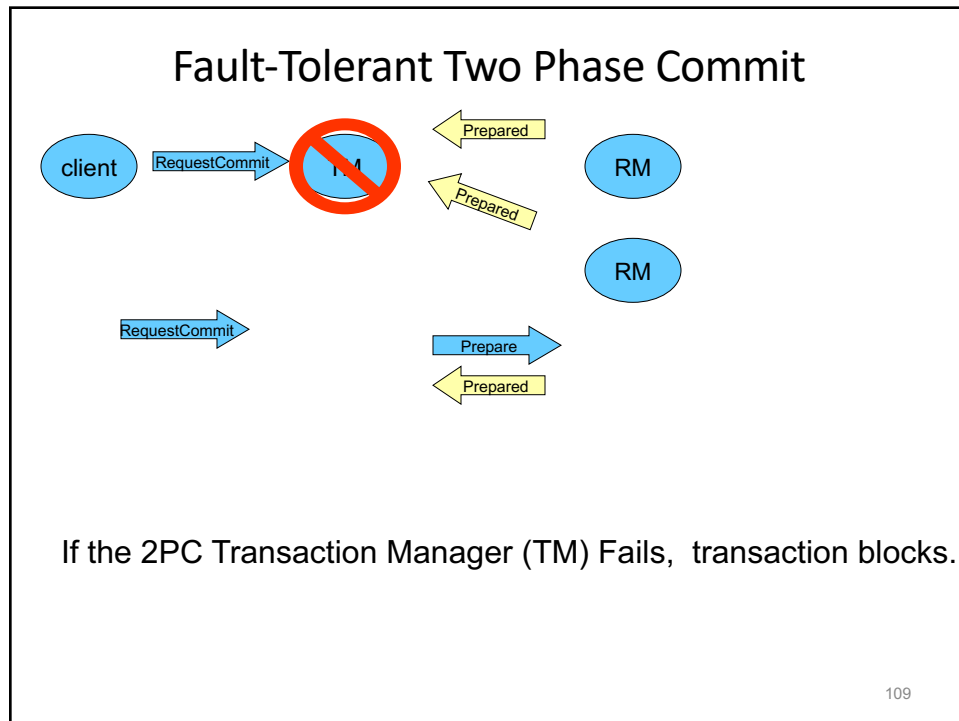 Fault-Tolerant Two Phase Commit
Prepared
client
RequestCommit
TM
RM
Prepared
RM
RequestCommit
Prepare
Prepared
If the 2PC Transaction Manager (TM) Fails, transaction blocks.
109